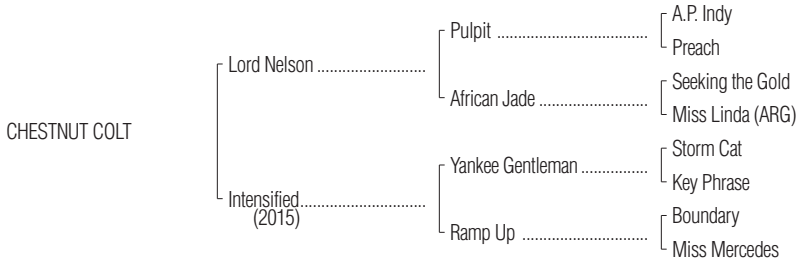 A.P. Indy
Pulpit ..........................................
Preach
Lord Nelson ..............................
Seeking the Gold
African Jade ..............................
Miss Linda (ARG)
CHESTNUT COLT
Storm Cat
Yankee Gentleman ...................
Key Phrase
Intensified...................................
(2015)
Boundary
Ramp Up ...................................
Miss Mercedes